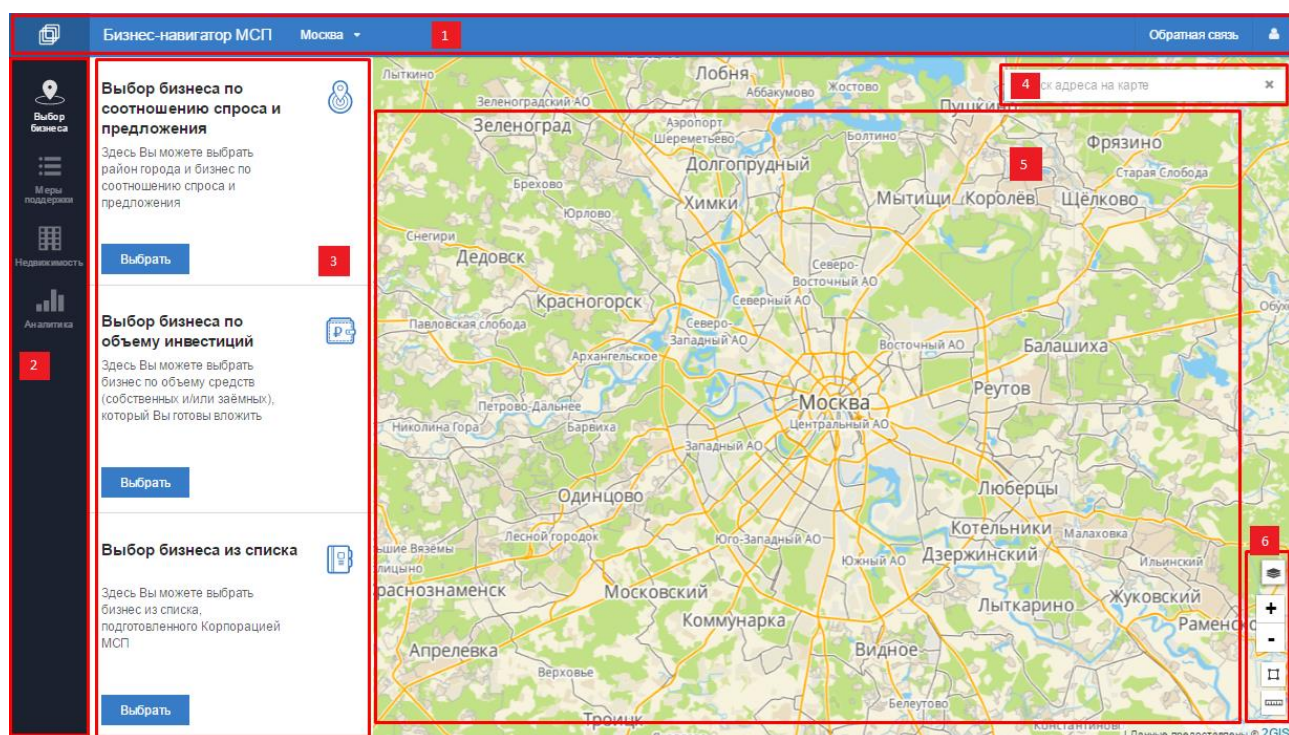 Бизнес-навигатор МСП Москва 1 Обратная связь
Выбор
бизнеса
Меры
поддержки
Недвижимость
Аналитика
2
Выбор бизнеса по
соотношению спроса и
предложения
Здесь Вы можете выбрать
район города и бизнес по
соотношению спроса и
предложения
Выбрать
3
Выбор бизнеса по
объему инвестиций
Здесь Вы можете выбрать
бизнес по объему средств
(собственных и/или заёмных),
который Вы готовы вложить
Выбрать
Выбор бизнеса из списка
Здесь Вы можете выбрать
бизнес из списка,
подготовленного Корпорацией
МСП
Выбрать
4 ск адреса на карте
Лыткино
Лобня
Аббакумово
Жостово
Пушкино
Зеленоградский АО
Зеленоград
Аэропорт
Шереметьево
Болтино
5
Фрязино
Долгопрудный
Старая Слобода
Брехово
Химки
Мытищи
Королёв
Щёлково
Юрлово
Снегири
Дедовск
Северо-
Восточный АО
Красногорск
Северный АО
Павловская слобода
Северо-
Западный АО
Восточный АО
Балашиха
Архангельское
Реутов
Петрово-Дальнее
Москва
Николина Гора
Барвиха
Центральный АО
Западный АО
Одинцово
Люберцы
Лесной городок
Юго-Западный АО
Котельники
Малаховка
6
Южный АО
Дзержинский
Ильинский
Московский
Лыткарино
Жуковский
Коммунарка
+
-
Апрелевка
Видное
Верховье
Белеутово
Троицк
2GIS